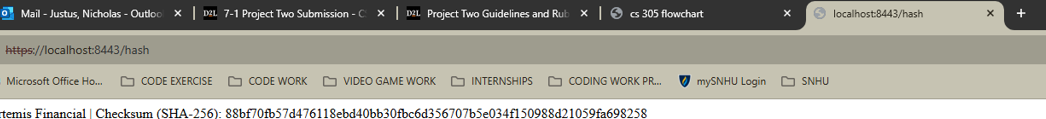 Mail - Justus, Nicholas - Outloo
D2L 7-1 Project Two Submission - C
D2L Project Two Guidelines and Rub
cs 305 flowchart
localhost:8443/hash
https://localhost:8443/hash
Microsoft Office Ho...
CODE EXERCISE
CODE WORK
VIDEO GAME WORK
INTERNSHIPS
CODING WORK PR...
mySNHU Login
SNHU
rtemis Financial | Checksum (SHA-256): 88bf70fb57d476118ebd40bb30fbc6d356707b5e034f150988d21059fa698258